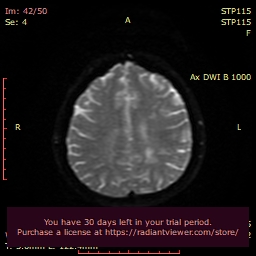 Im: 42/50
Se: 4
A
STP115
STP115
F
Ax DWI B 1000
R
L
You have 30 days left in your trial period.
Purchase a license at https://radiantviewer.com/store/